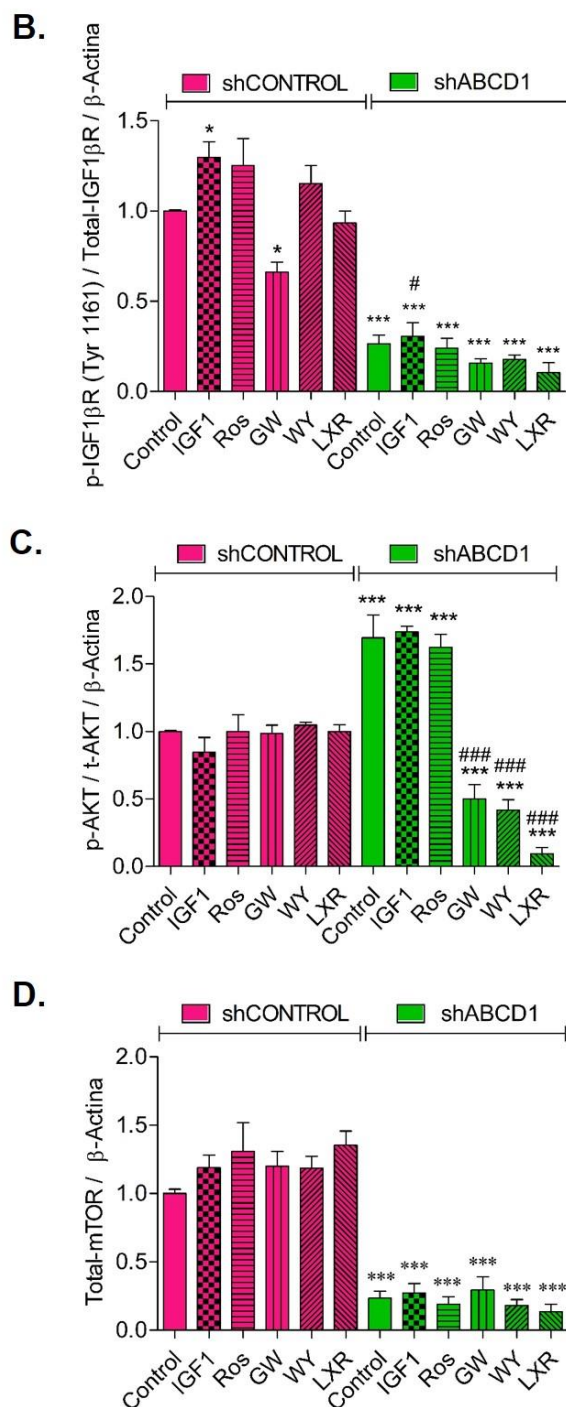 B.
shCONTROL shABCD1
p-IGF1βR (Tyr 1161) / Total-IGF1βR / β-Actina
1.5
1.0
0.5
0.0
* * *** # *** *** *** *** ***
Control IGF1 Ros GW WY LXR Control IGF1 Ros GW WY LXR
C.
shCONTROL shABCD1
p-AKT / t-AKT / β-Actina
2.0
1.5
1.0
0.5
0.0
*** *** *** ### *** ### *** ### ***
Control IGF1 Ros GW WY LXR Control IGF1 Ros GW WY LXR
D.
shCONTROL shABCD1
Total-mTOR / β-Actina
2.0
1.5
1.0
0.5
0.0
*** *** *** *** *** ***
Control IGF1 Ros GW WY LXR Control IGF1 Ros GW WY LXR